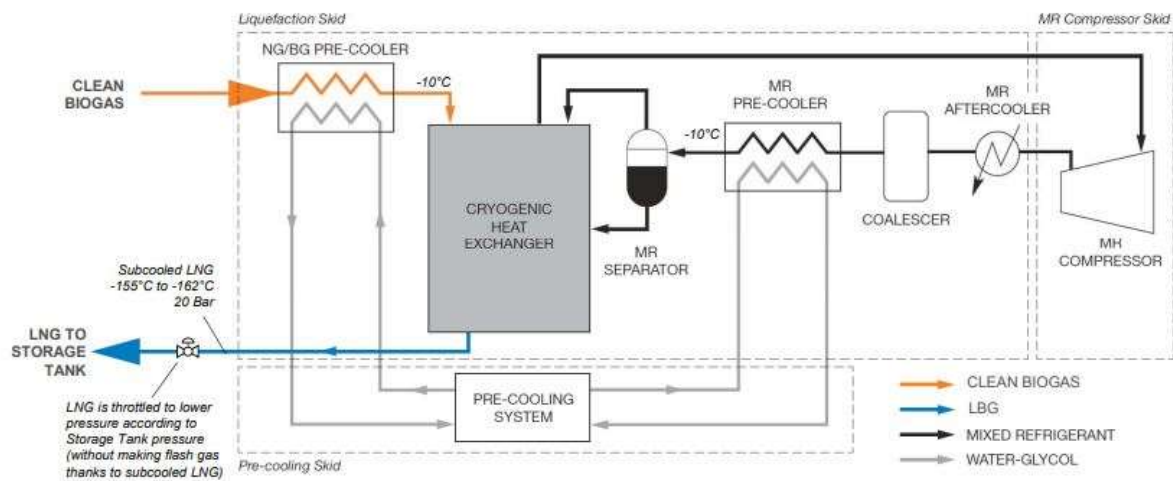 Liquefaction Skid
MR Compressor Skid
NG/BG PRE-COOLER
CLEAN
BIOGAS
-10°C
MR
PRE-COOLER
MR
AFTERCOOLER
-10°C
CRYOGENIC
HEAT
EXCHANGER
MR
SEPARATOR
COALESCER
MH
COMPRESSOR
Subcooled LNG
-155°C to -162°C
20 Bar
LNG TO
STORAGE
TANK
LNG is throttled to lower
pressure according to
Storage Tank pressure
(without making flash gas
thanks to subcooled LNG)
PRE-COOLING
SYSTEM
Pre-cooling Skid
CLEAN BIOGAS
LBG
MIXED REFRIGERANT
WATER-GLYCOL